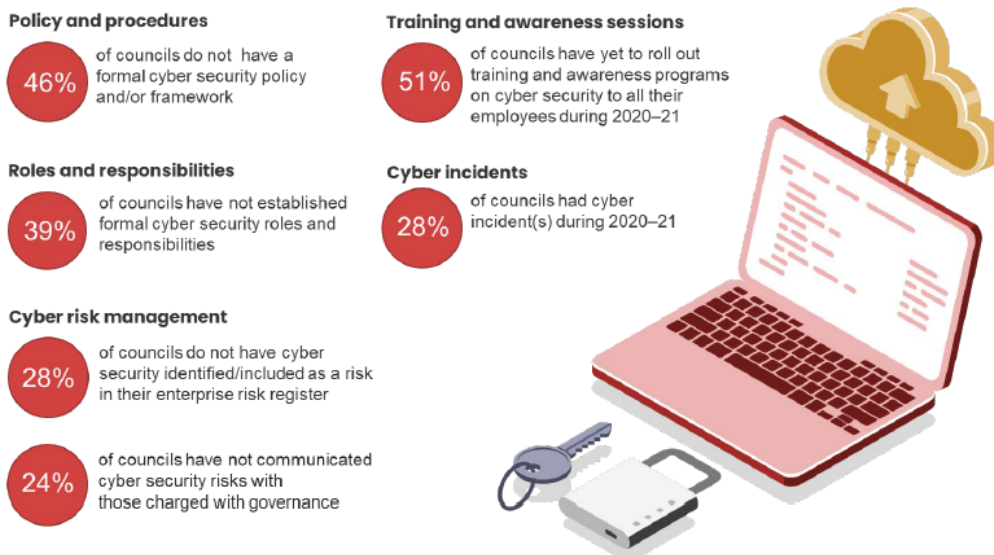 Policy and procedures
46%
of councils do not have a
formal cyber security policy
and/or framework
Roles and responsibilities
39%
of councils have not established
formal cyber security roles and
responsibilities
Cyber risk management
28%
of councils do not have cyber
security identified/included as a risk
in their enterprise risk register
24%
of councils have not communicated
cyber security risks with
those charged with governance
Training and awareness sessions
51%
of councils have yet to roll out
training and awareness programs
on cyber security to all their
employees during 2020–21
Cyber incidents
28%
of councils had cyber
incident(s) during 2020–21